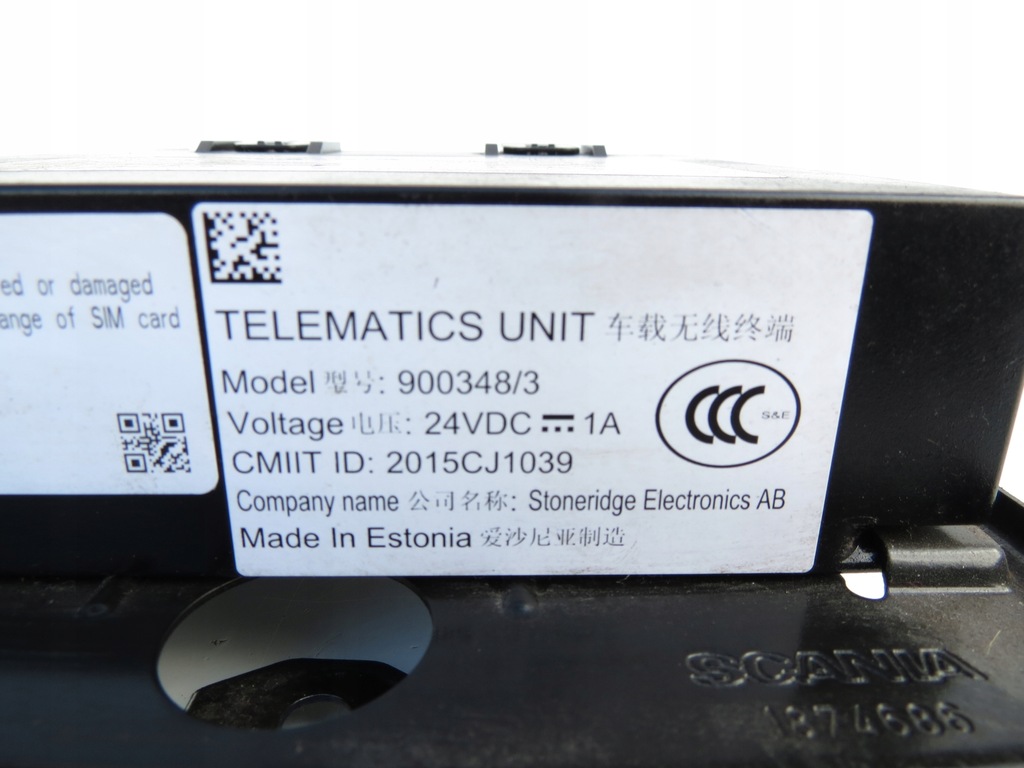 ed or damaged
ange of SIM card
TELEMATICS UNIT 车载无线终端
Model 型号: 900348/3
Voltage 电压: 24VDC 1A
CCC S&E
CMIIT ID: 2015CJ1039
Company name 公司名称: Stoneridge Electronics AB
Made In Estonia 爱沙尼亚制造
SCANIA
1874686